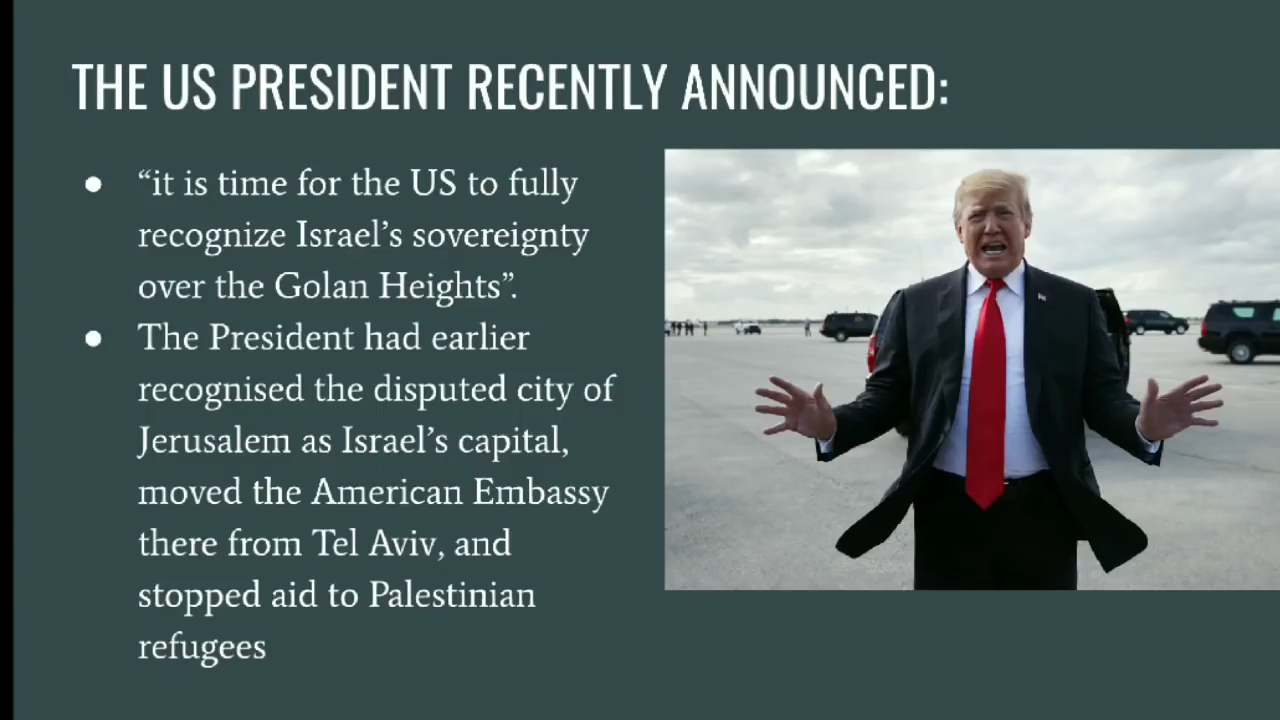 THE US PRESIDENT RECENTLY ANNOUNCED:
● “it is time for the US to fully
recognize Israel’s sovereignty
over the Golan Heights”.
● The President had earlier
recognised the disputed city of
Jerusalem as Israel’s capital,
moved the American Embassy
there from Tel Aviv, and
stopped aid to Palestinian
refugees